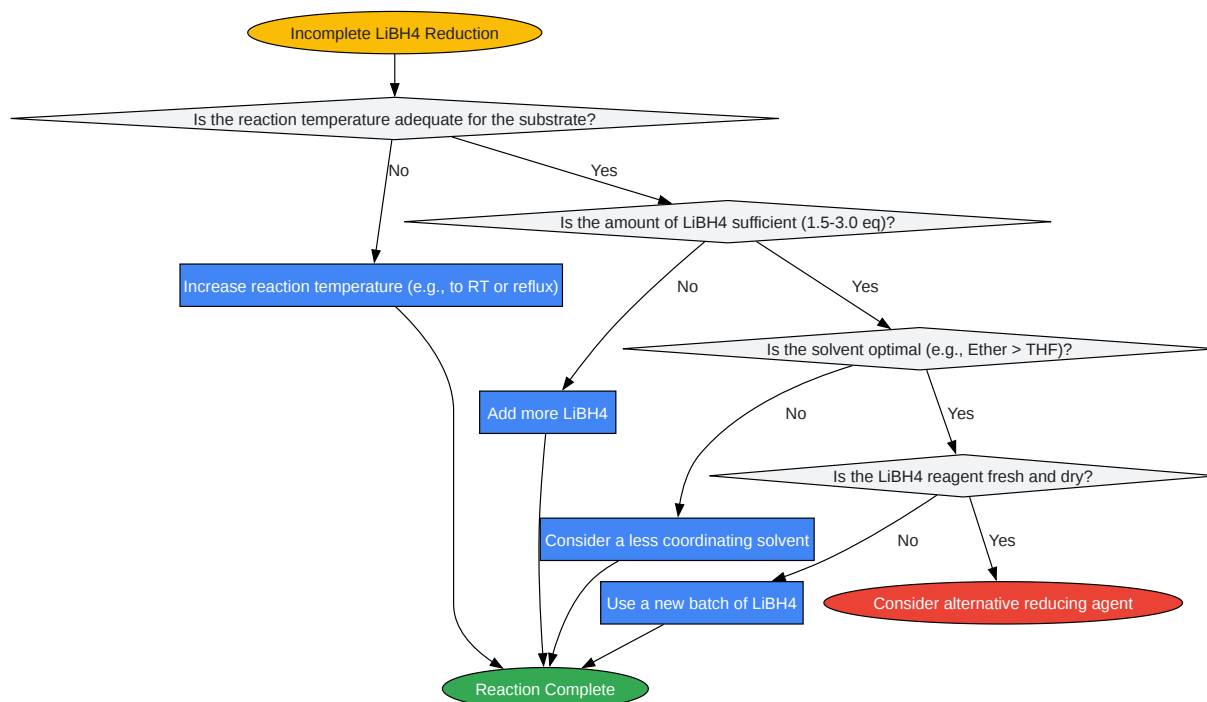 Incomplete LiBH4 Reduction
Is the reaction temperature adequate for the substrate?
No
Yes
Is the amount of LiBH4 sufficient (1.5-3.0 eq)?
Increase reaction temperature (e.g., to RT or reflux)
No
Yes
Is the solvent optimal (e.g., Ether > THF)?
Add more LiBH4
No
Yes
Is the LiBH4 reagent fresh and dry?
Consider a less coordinating solvent
No
Yes
Use a new batch of LiBH4
Consider alternative reducing agent
Reaction Complete